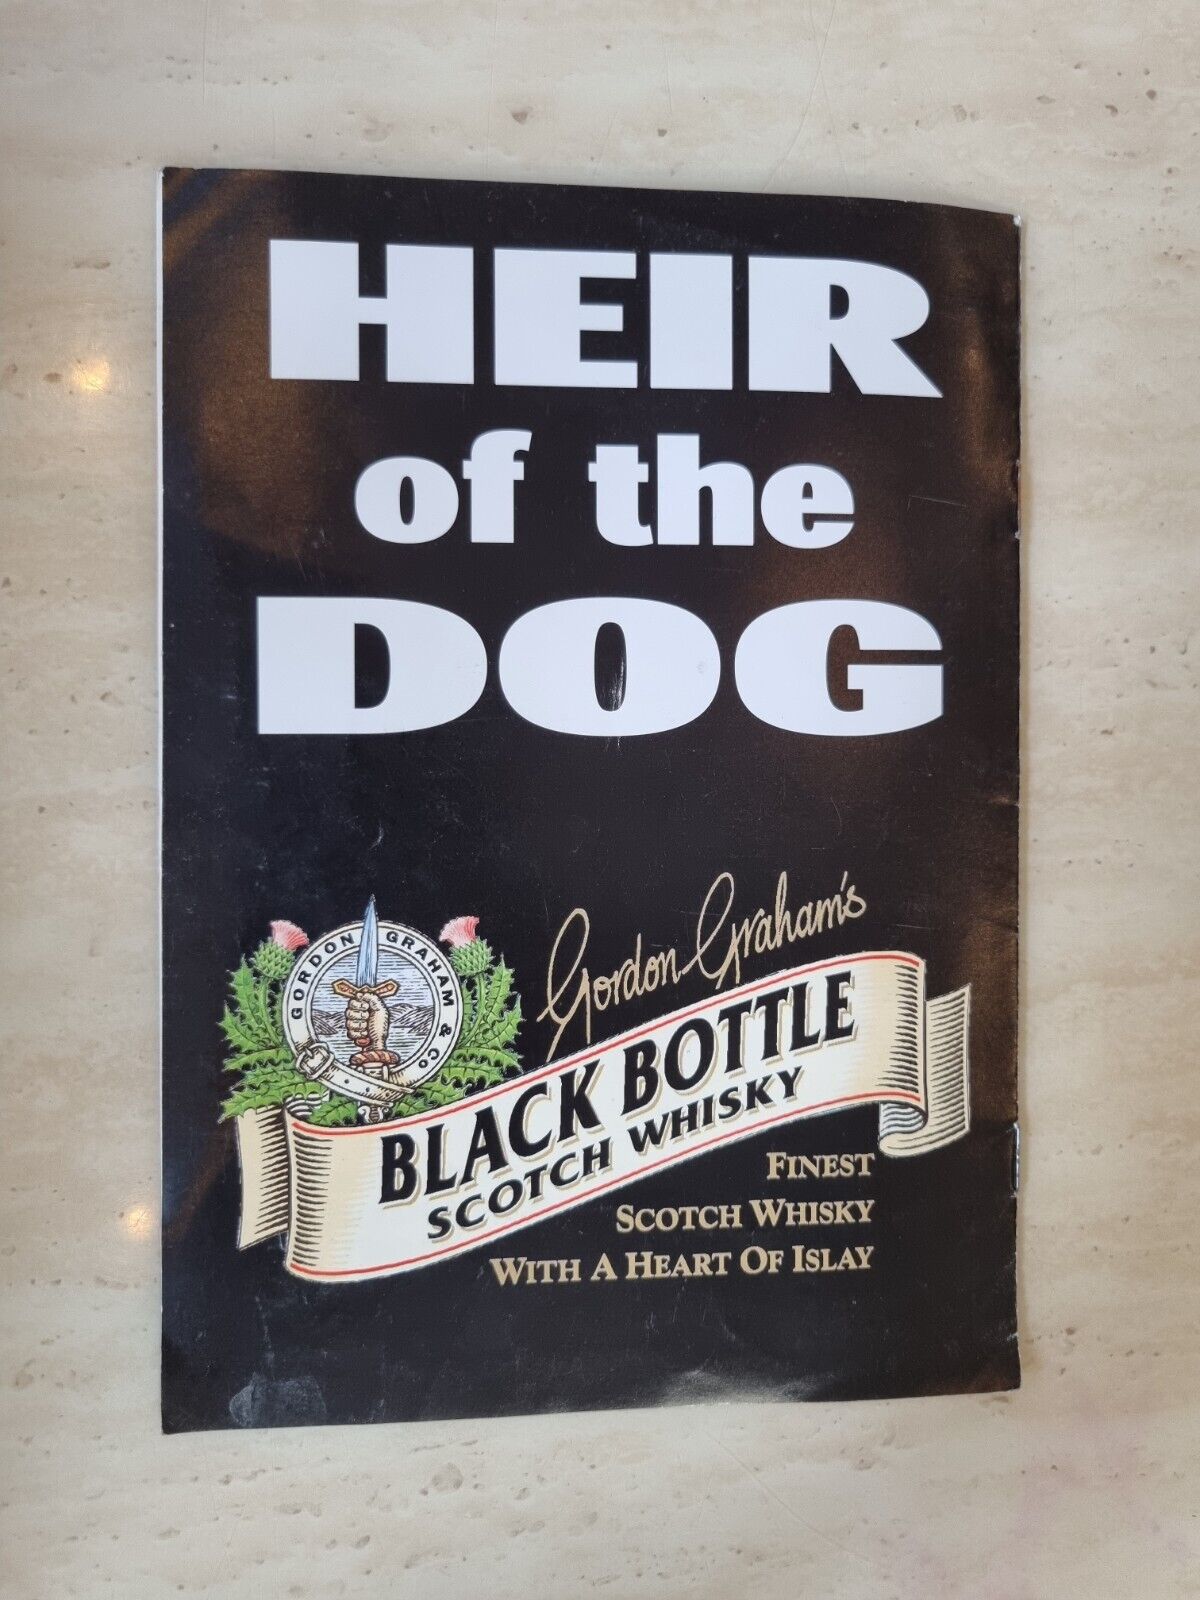 HEIR
of the
DOG
Gordon Graham's
GORDON GRAHAM & CO
BLACK BOTTLE
SCOTCH WHISKY
FINEST
SCOTCH WHISKY
WITH A HEART OF ISLAY